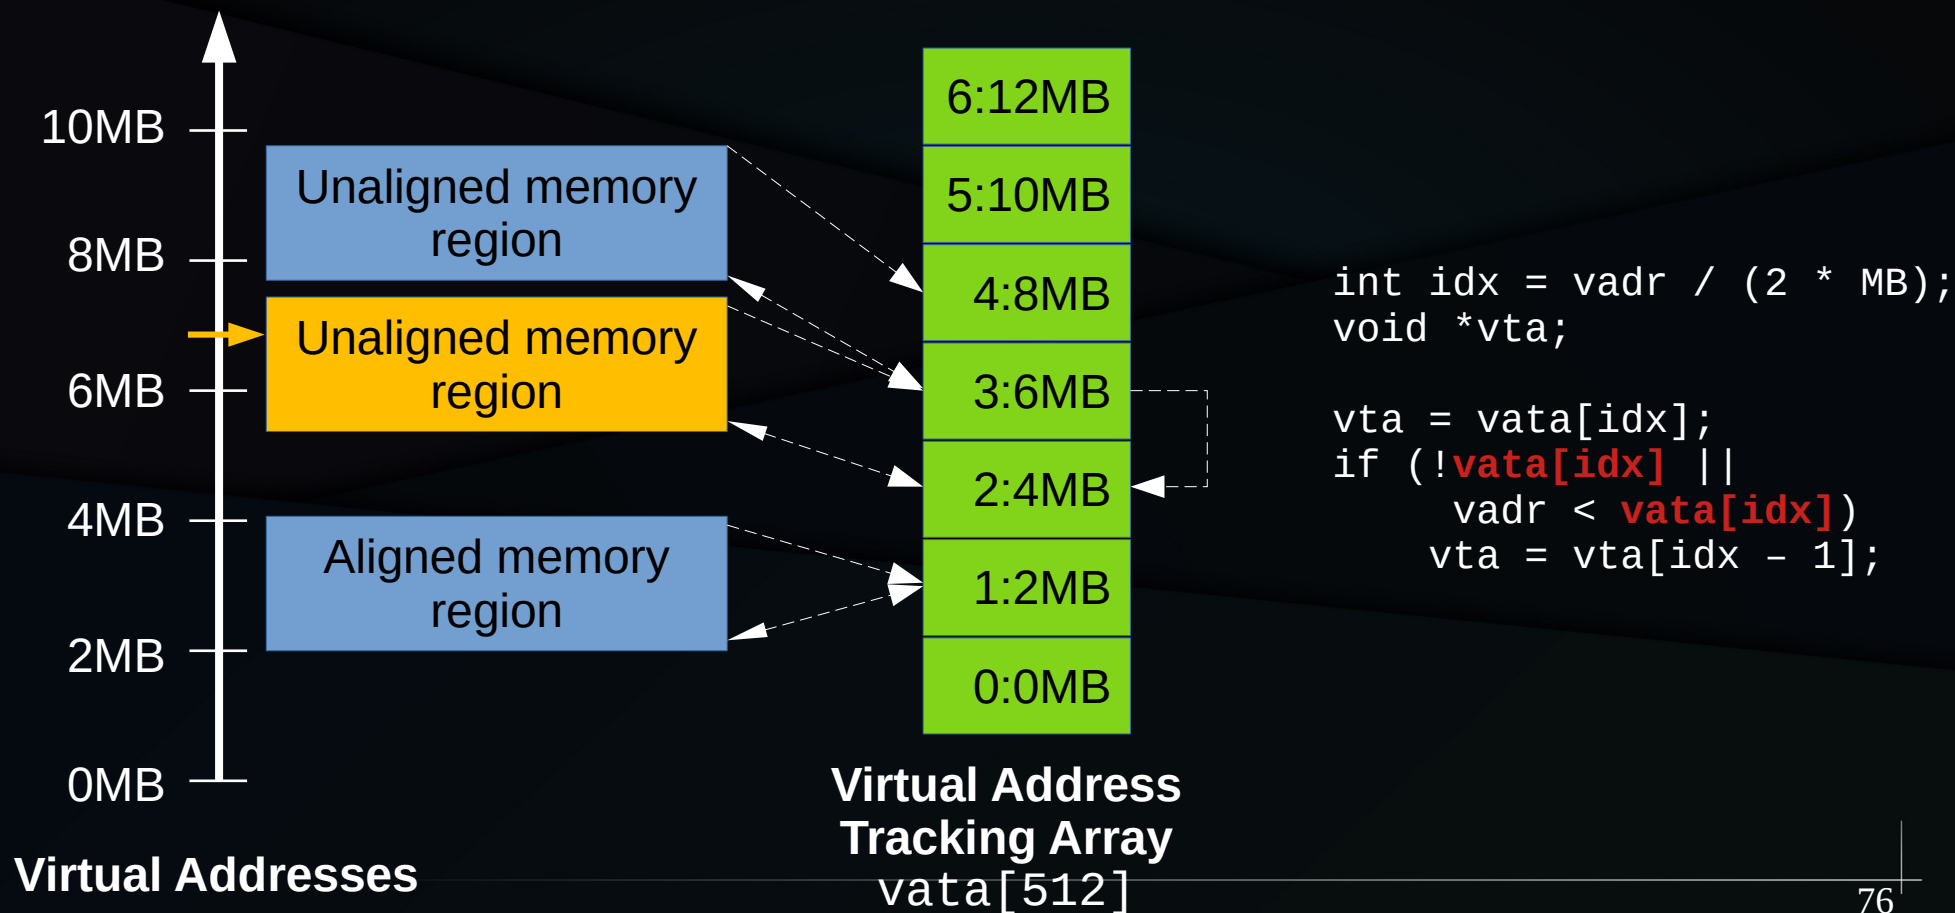 10MB
8MB
6MB
4MB
2MB
0MB
Virtual Addresses
Unaligned memory
region
Unaligned memory
region
Aligned memory
region
6:12MB
5:10MB
4:8MB
3:6MB
2:4MB
1:2MB
0:0MB
Virtual Address
Tracking Array
vata[512]
int idx = vadr / (2 * MB);
void *vta;
vta = vata[idx];
if (!vata[idx] ||
vadr < vata[idx])
vta = vta[idx – 1];
76